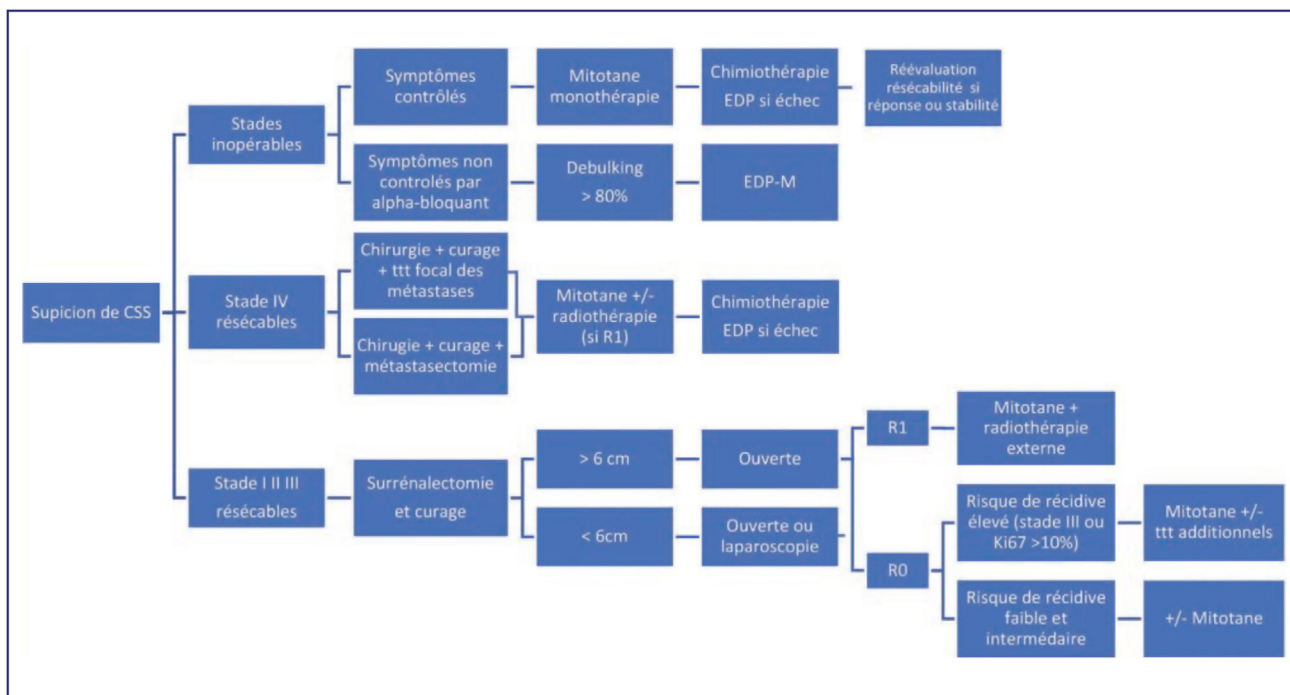 Supicion de CSS
Stades
inopérables
Symptômes
contrôlés
Mitotane
monothérapie
Chimiothérapie
EDP si échec
Réévaluation
résécabilité si
réponse ou stabilité
Symptômes non
controlés par
alpha-bloquant
Debulking
> 80%
EDP-M
Stade IV
résécables
Chirurgie + curage
+ ttt focal des
métastases
Chirugie + curage +
métastasectomie
Mitotane +/-
radiothérapie
(si R1)
Chimiothérapie
EDP si échec
Stade I II III
résécables
Surrénalectomie
et curage
> 6 cm
Ouverte
< 6cm
Ouverte ou
laparoscopie
R1
Mitotane +
radiothérapie
externe
R0
Risque de récidive
élevé (stade III ou
Ki67 >10%)
Mitotane +/-
ttt additionnels
Risque de récidive
faible et
intermédaire
+/- Mitotane